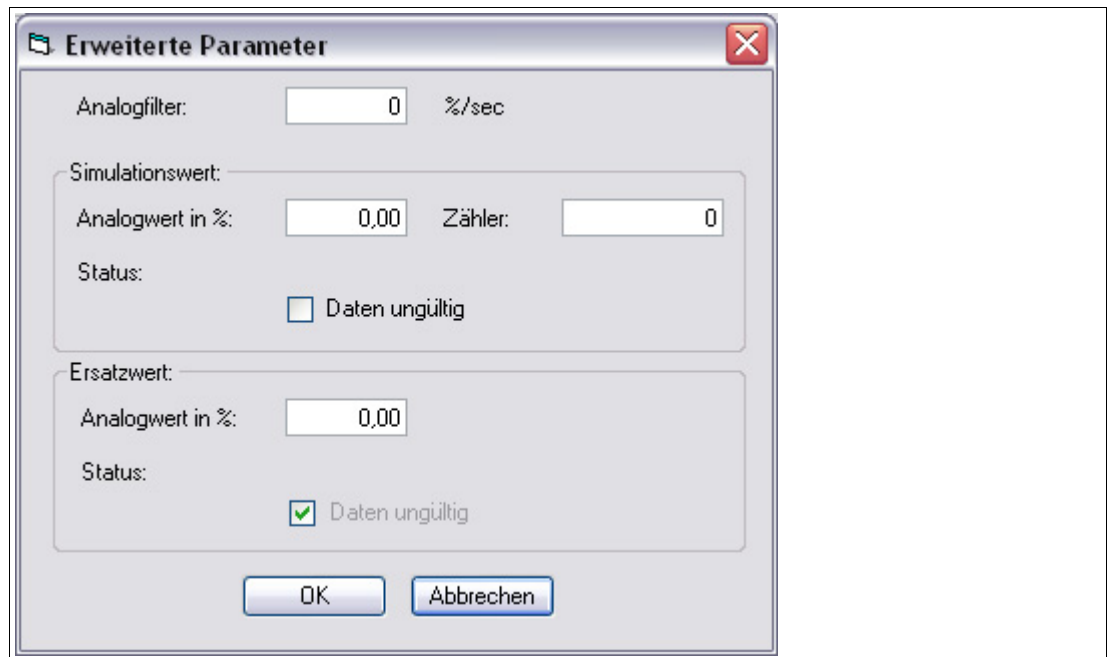 Erweiterte Parameter
Analogfilter: 0 %/sec
Simulationswert:
Analogwert in %: 0,00 Zähler: 0
Status:
Daten ungültig
Ersatzwert:
Analogwert in %: 0,00
Status:
Daten ungültig
OK Abbrechen